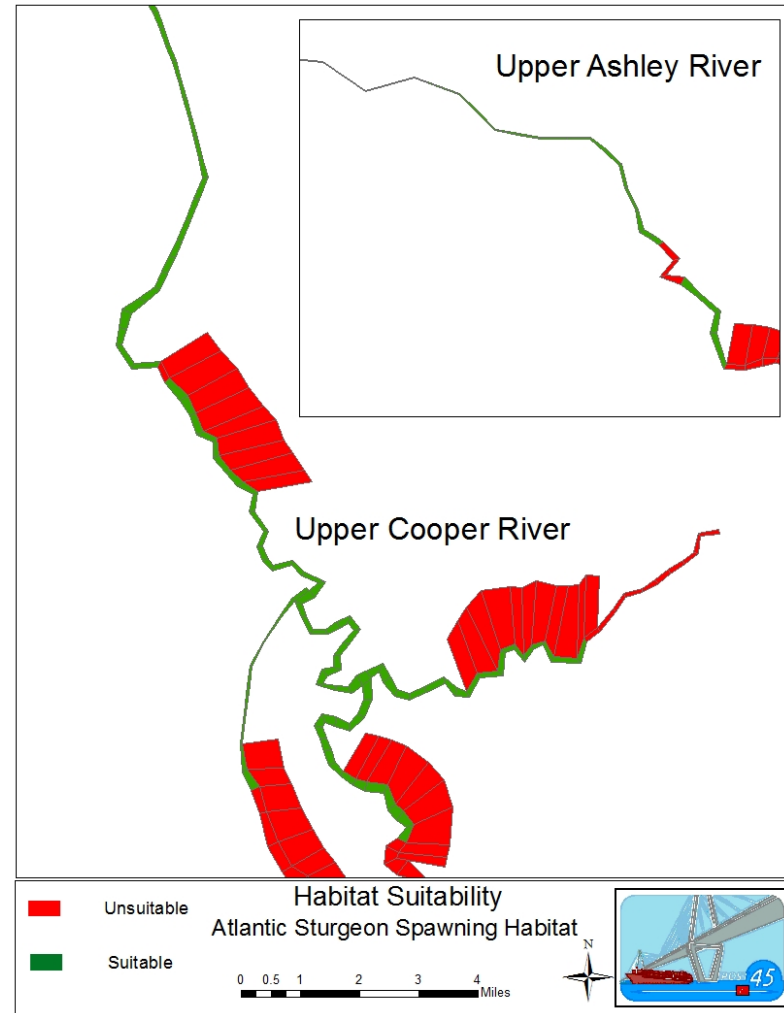 Upper Ashley River
Upper Cooper River
Unsuitable
Suitable
Habitat Suitability
Atlantic Sturgeon Spawning Habitat
0 0.5 1 2 3 4
Miles
N
45